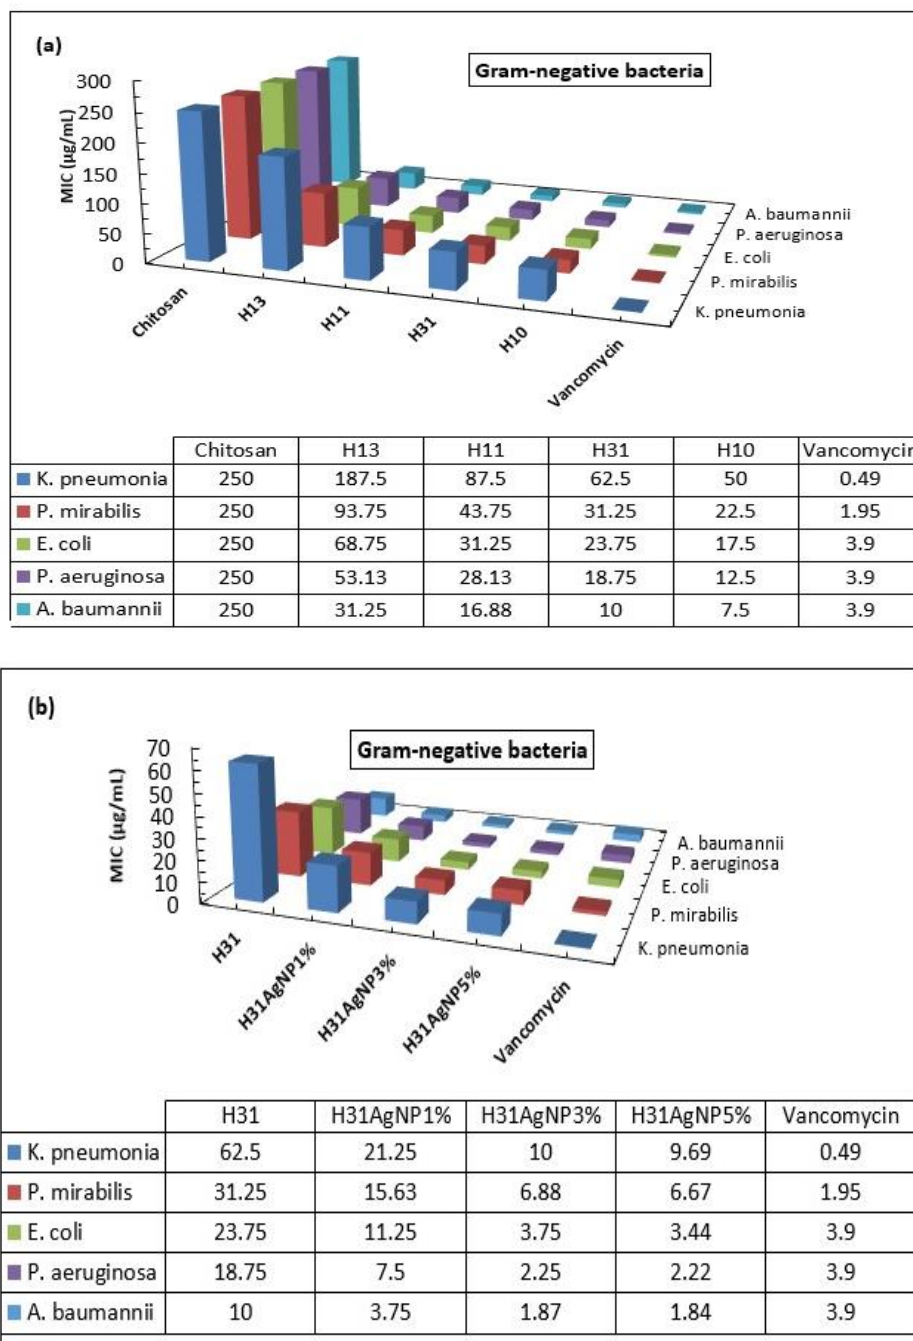 (a)
Gram-negative bacteria
MIC (µg/mL)
300
250
200
150
100
50
0
Chitosan
H13
H11
H31
H10
Vancomycin
A. baumannii
P. aeruginosa
E. coli
P. mirabilis
K. pneumonia
Chitosan H13 H11 H31 H10 Vancomycin
K. pneumonia 250 187.5 87.5 62.5 50 0.49
P. mirabilis 250 93.75 43.75 31.25 22.5 1.95
E. coli 250 68.75 31.25 23.75 17.5 3.9
P. aeruginosa 250 53.13 28.13 18.75 12.5 3.9
A. baumannii 250 31.25 16.88 10 7.5 3.9
(b)
Gram-negative bacteria
MIC (µg/mL)
70
60
50
40
30
20
10
0
H31
H31AgNP1%
H31AgNP3%
H31AgNP5%
Vancomycin
A. baumannii
P. aeruginosa
E. coli
P. mirabilis
K. pneumonia
H31 H31AgNP1% H31AgNP3% H31AgNP5% Vancomycin
K. pneumonia 62.5 21.25 10 9.69 0.49
P. mirabilis 31.25 15.63 6.88 6.67 1.95
E. coli 23.75 11.25 3.75 3.44 3.9
P. aeruginosa 18.75 7.5 2.25 2.22 3.9
A. baumannii 10 3.75 1.87 1.84 3.9